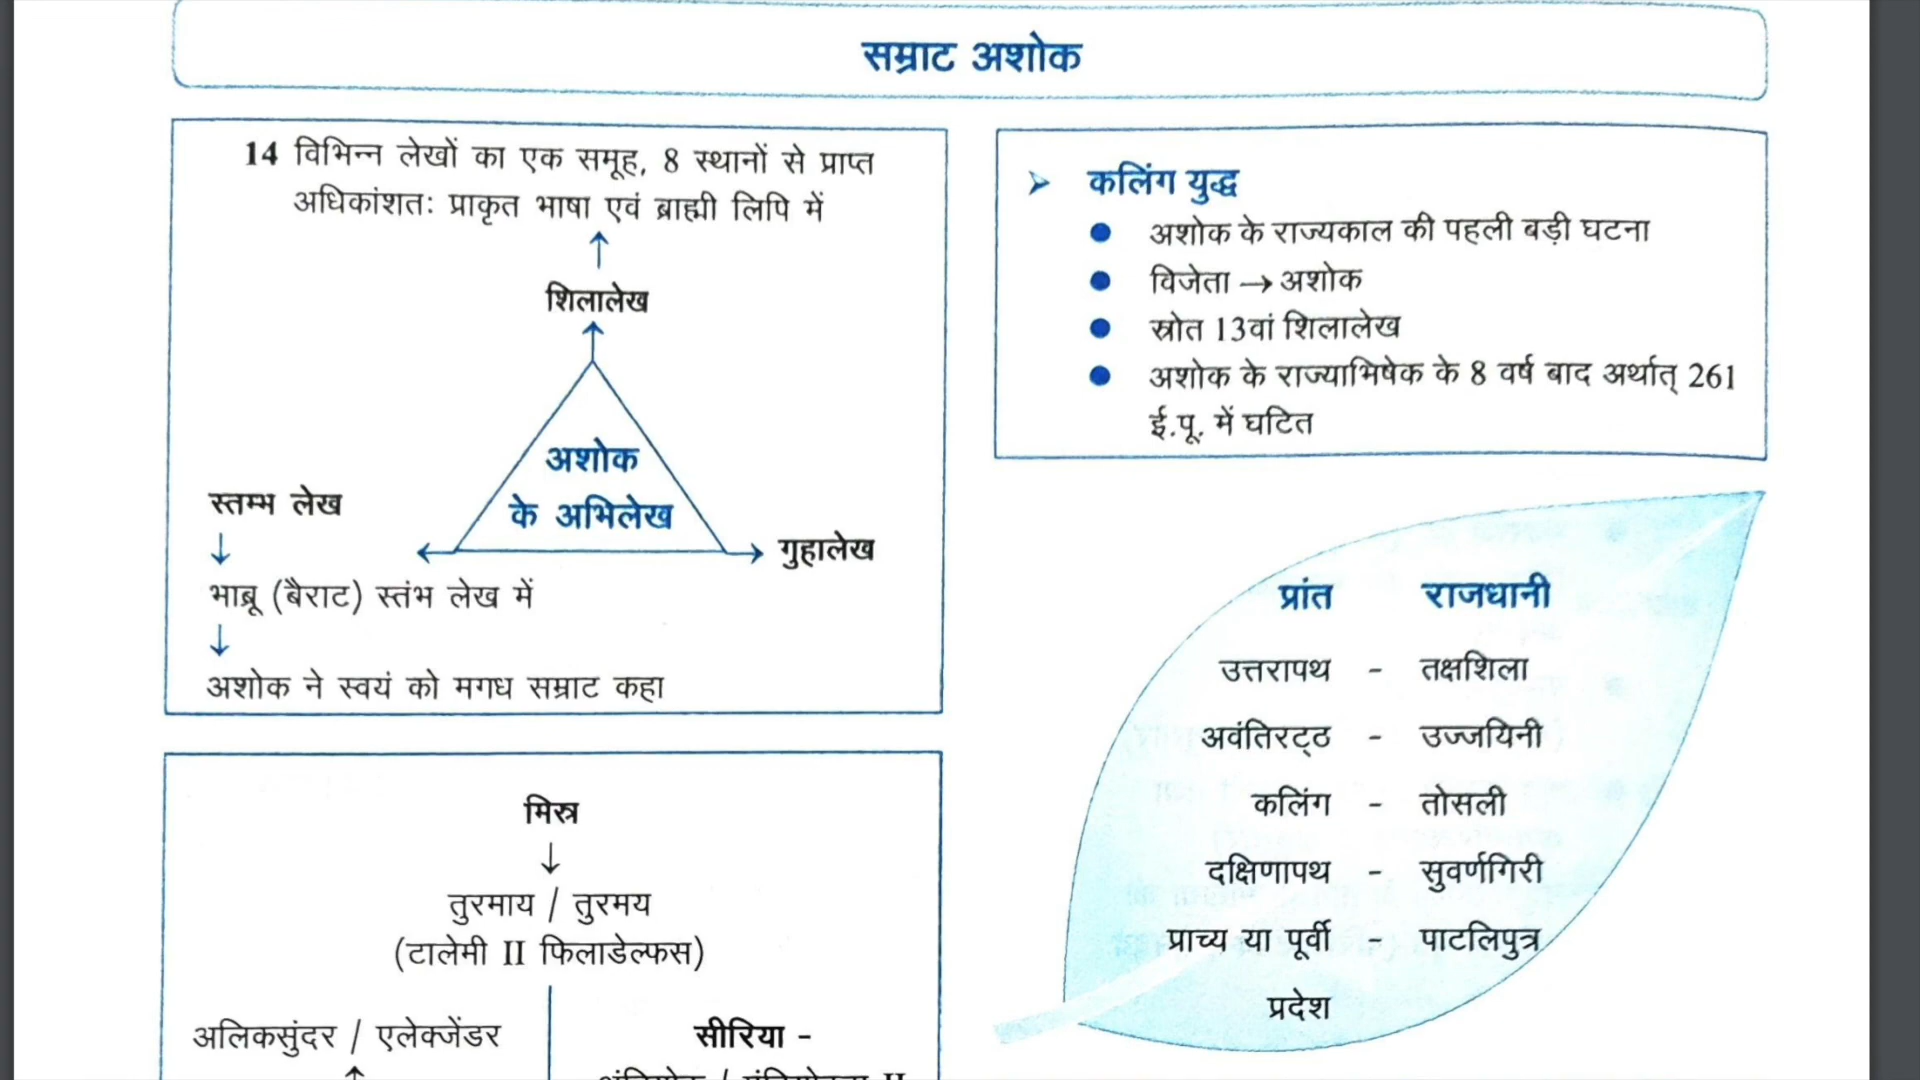 सम्राट अशोक
14 विभिन्न लेखों का एक समूह, 8 स्थानों से प्राप्त
अधिकांशतः प्राकृत भाषा एवं ब्राह्मी लिपि में
↑
शिलालेख
अशोक
के अभिलेख
स्तम्भ लेख
↓
गुहालेख
भाब्रू (बैराट) स्तंभ लेख में
↓
अशोक ने स्वयं को मगध सम्राट कहा
➢ कलिंग युद्ध
● अशोक के राज्यकाल की पहली बड़ी घटना
● विजेता → अशोक
● स्रोत 13वां शिलालेख
● अशोक के राज्याभिषेक के 8 वर्ष बाद अर्थात् 261
ई.पू. में घटित
मिस्र
↓
तुरमाय / तुरमय
(टालेमी II फिलाडेल्फस)
अलिकसुंदर / एलेक्जेंडर
सीरिया -
प्रांत राजधानी
उत्तरापथ - तक्षशिला
अवंतिरट्ठ - उज्जयिनी
कलिंग - तोसली
दक्षिणापथ - सुवर्णगिरी
प्राच्य या पूर्वी - पाटलिपुत्र
प्रदेश